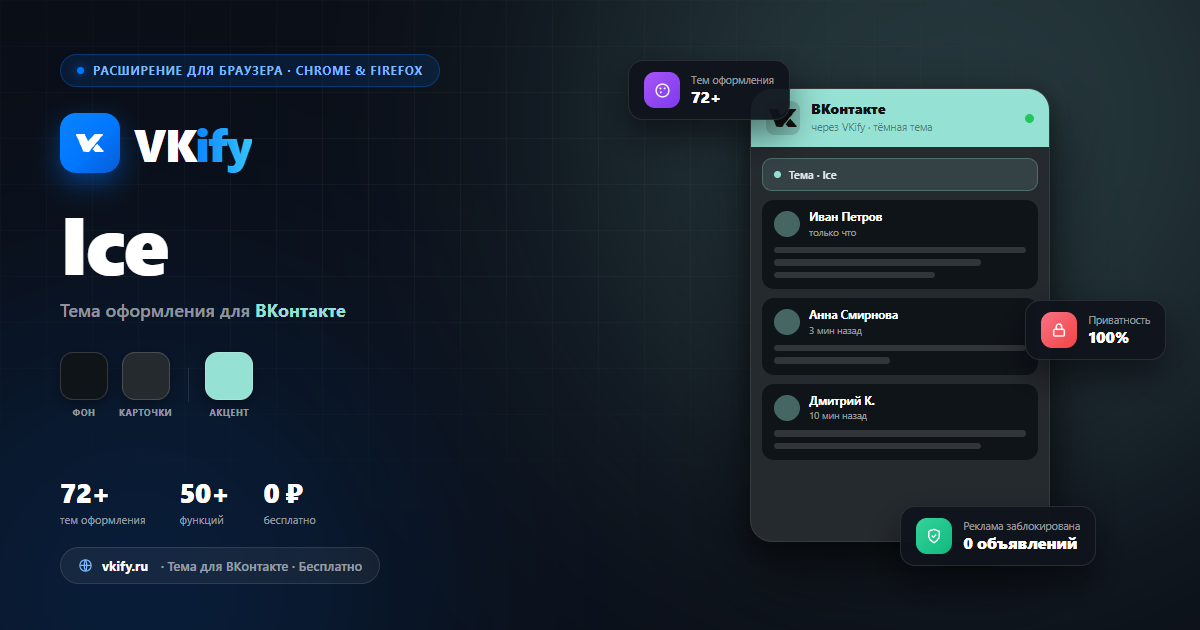 РАСШИРЕНИЕ ДЛЯ БРАУЗЕРА · CHROME & FIREFOX
VKify
Ice
Тема оформления для ВКонтакте
ФОН
КАРТОЧКИ
АКЦЕНТ
72+
тем оформления
50+
функций
0 ₽
бесплатно
vkify.ru · Тема для ВКонтакте · Бесплатно
Тем оформления
72+
ВКонтакте
через VKify · тёмная тема
Тема · Ice
Иван Петров
только что
Анна Смирнова
3 мин назад
Приватность
100%
Дмитрий К.
10 мин назад
Реклама заблокирована
0 объявлений